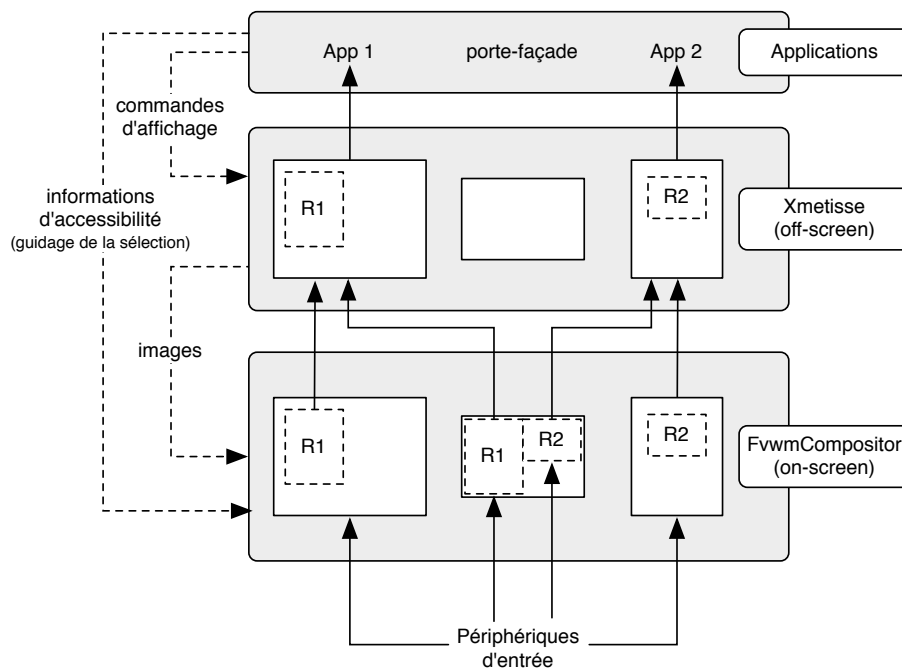 App 1
porte-façade
App 2
Applications
commandes
d'affichage
informations
d'accessibilité
(guidage de la sélection)
R1
R2
Xmetisse
(off-screen)
images
R1
R1
R2
R2
FvwmCompositor
(on-screen)
Périphériques
d'entrée